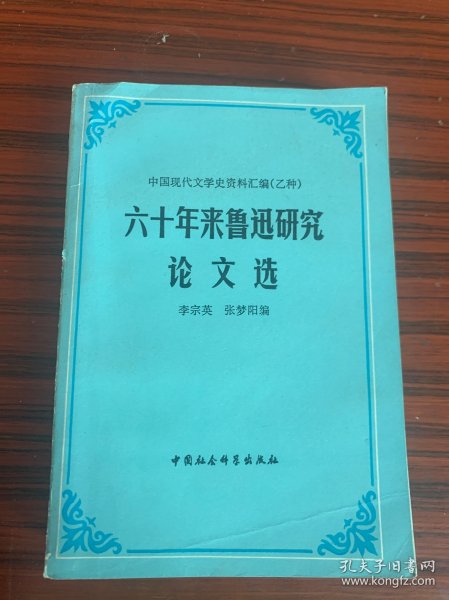 中国现代文学史资料汇编(乙种)
六十年来鲁迅研究
论文选
李宗英 张梦阳编
中国社会科学出版社
孔夫子旧书网
www.kongfz.com